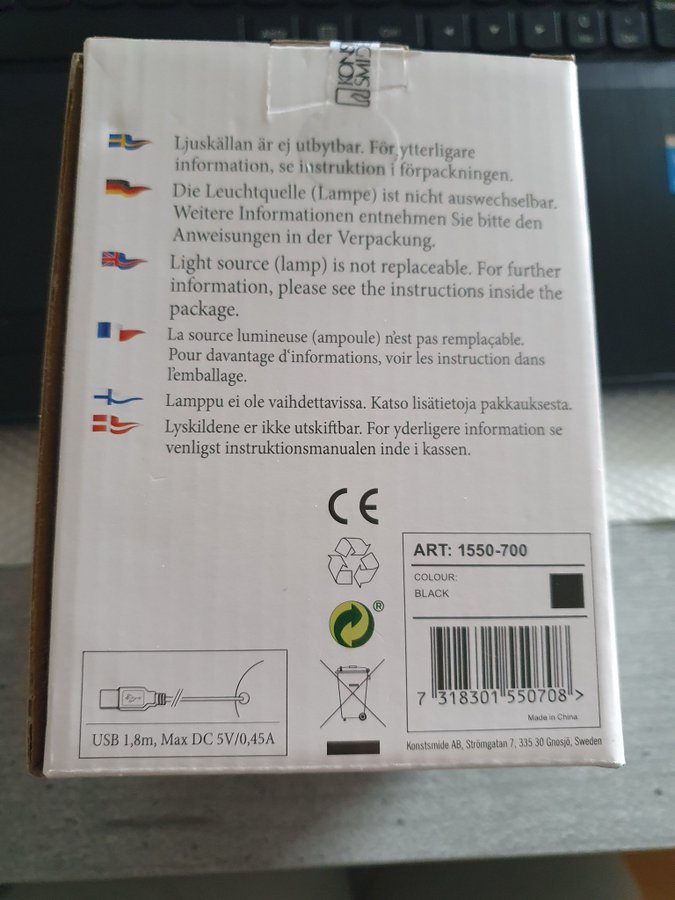 KONST
SMIDE
Ljuskällan är ej utbytbar. För ytterligare
information, se instruktion i förpackningen.
Die Leuchtquelle (Lampe) ist nicht auswechselbar.
Weitere Informationen entnehmen Sie bitte den
Anweisungen in der Verpackung.
Light source (lamp) is not replaceable. For further
information, please see the instructions inside the
package.
La source lumineuse (ampoule) n'est pas remplaçable.
Pour davantage d'informations, voir les instruction dans
l'emballage.
Lamppu ei ole vaihdettavissa. Katso lisätietoja pakkauksesta.
Lyskildene er ikke utskiftbar. For yderligere information se
venligst instruktionsmanualen inde i kassen.
CE
®
ART: 1550-700
COLOUR:
BLACK
7 318301 550708 >
Made in China
USB 1,8m, Max DC 5V/0,45A
Konstsmide AB, Strömgatan 7, 335 30 Gnosjö, Sweden